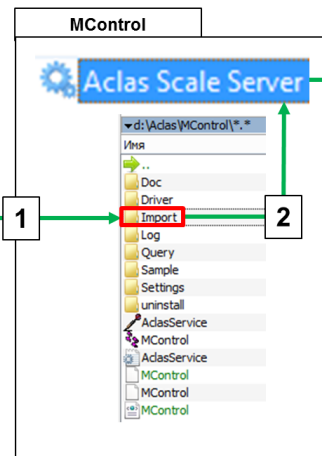 MControl
Aclas Scale Server
▾d:\Aclas\MControl\*.*
Имя
..
Doc
Driver
1
Import
2
Log
Query
Sample
Settings
uninstall
AclasService
MControl
AclasService
MControl
MControl
MControl